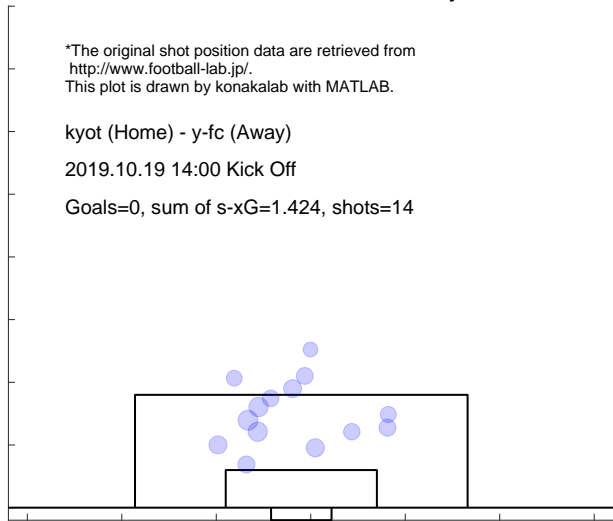 *The original shot position data are retrieved from
http://www.football-lab.jp/.
This plot is drawn by konakalab with MATLAB.
kyot (Home) - y-fc (Away)
2019.10.19 14:00 Kick Off
Goals=0, sum of s-xG=1.424, shots=14